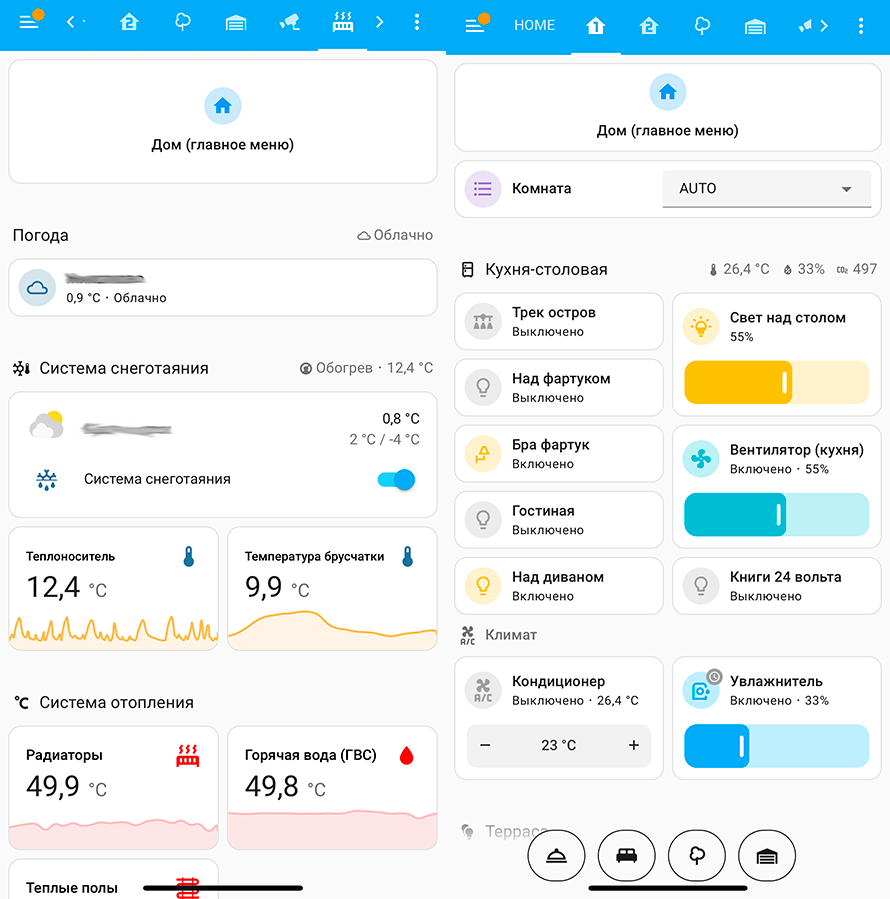 2
Дом (главное меню)
Погода
Облачно
0,9 °C · Облачно
Система снеготаяния
Обогрев · 12,4 °C
0,8 °C
2 °C / -4 °C
Система снеготаяния
Теплоноситель
12,4 °C
Температура брусчатки
9,9 °C
°C Система отопления
Радиаторы
49,9 °C
Горячая вода (ГВС)
49,8 °C
Теплые полы
HOME
1
2
Дом (главное меню)
Комната
AUTO
Кухня-столовая
26,4 °C
33%
CO₂ 497
Трек остров
Выключено
Свет над столом
55%
Над фартуком
Выключено
Бра фартук
Включено
Вентилятор (кухня)
Включено · 55%
Гостиная
Выключено
Над диваном
Включено
Книги 24 вольта
Выключено
A/C Климат
A/C
Кондиционер
Выключено · 26,4 °C
− 23 °C +
Увлажнитель
Включено · 33%
Терраса